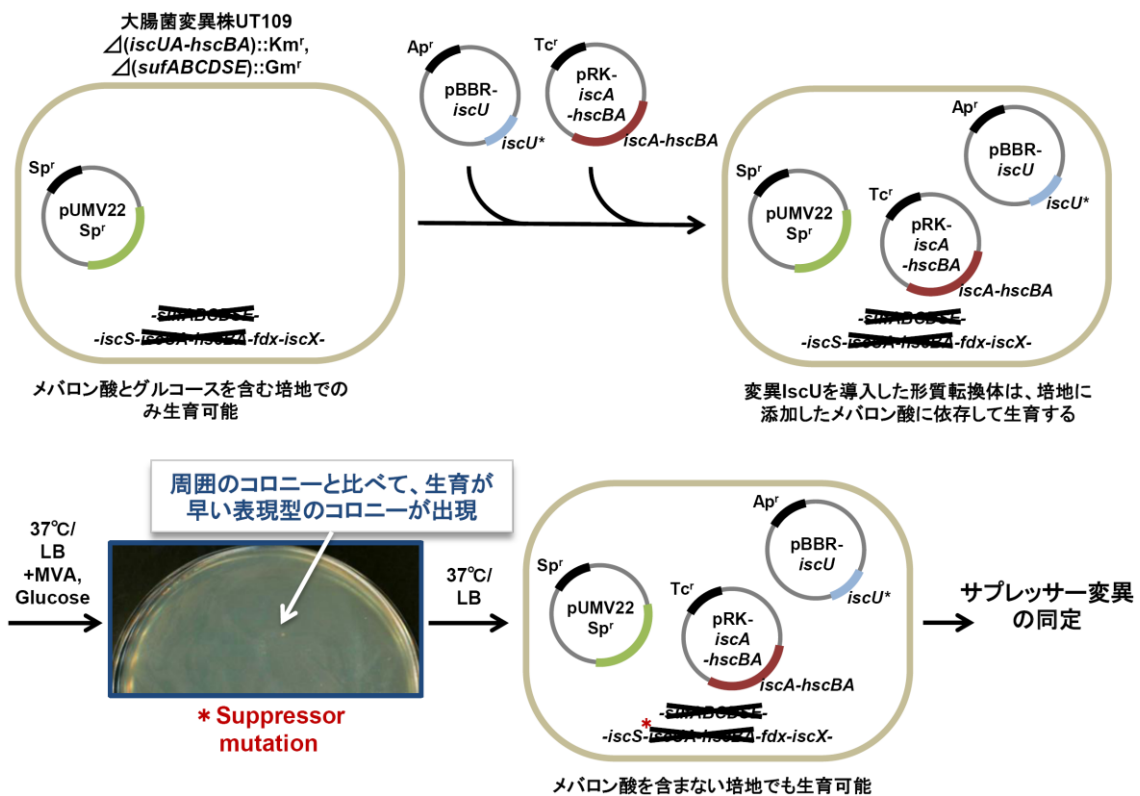 大腸菌変異株UT109
⊿(iscUA-hscBA)::Kmʳ,
⊿(sufABCDSE)::Gmʳ
Spʳ
pUMV22
Spʳ
-sufABCDSE-
-iscS-iscUA-hscBA-fdx-iscX-
メバロン酸とグルコースを含む培地での
み生育可能
Apʳ
pBBR-
iscU
iscU*
Tcʳ
pRK-
iscA
-hscBA
iscA-hscBA
Spʳ
pUMV22
Spʳ
Tcʳ
pRK-
iscA
-hscBA
iscA-hscBA
Apʳ
pBBR-
iscU
iscU*
-sufABCDSE-
-iscS-iscUA-hscBA-fdx-iscX-
変異IscUを導入した形質転換体は、培地に
添加したメバロン酸に依存して生育する
37℃/
LB
+MVA,
Glucose
周囲のコロニーと比べて、生育が
早い表現型のコロニーが出現
* Suppressor
mutation
37℃/
LB
Spʳ
pUMV22
Spʳ
Tcʳ
pRK-
iscA
-hscBA
iscA-hscBA
Apʳ
pBBR-
iscU
iscU*
-sufABCDSE-
*
-iscS-iscUA-hscBA-fdx-iscX-
メバロン酸を含まない培地でも生育可能
サプレッサー変異
の同定